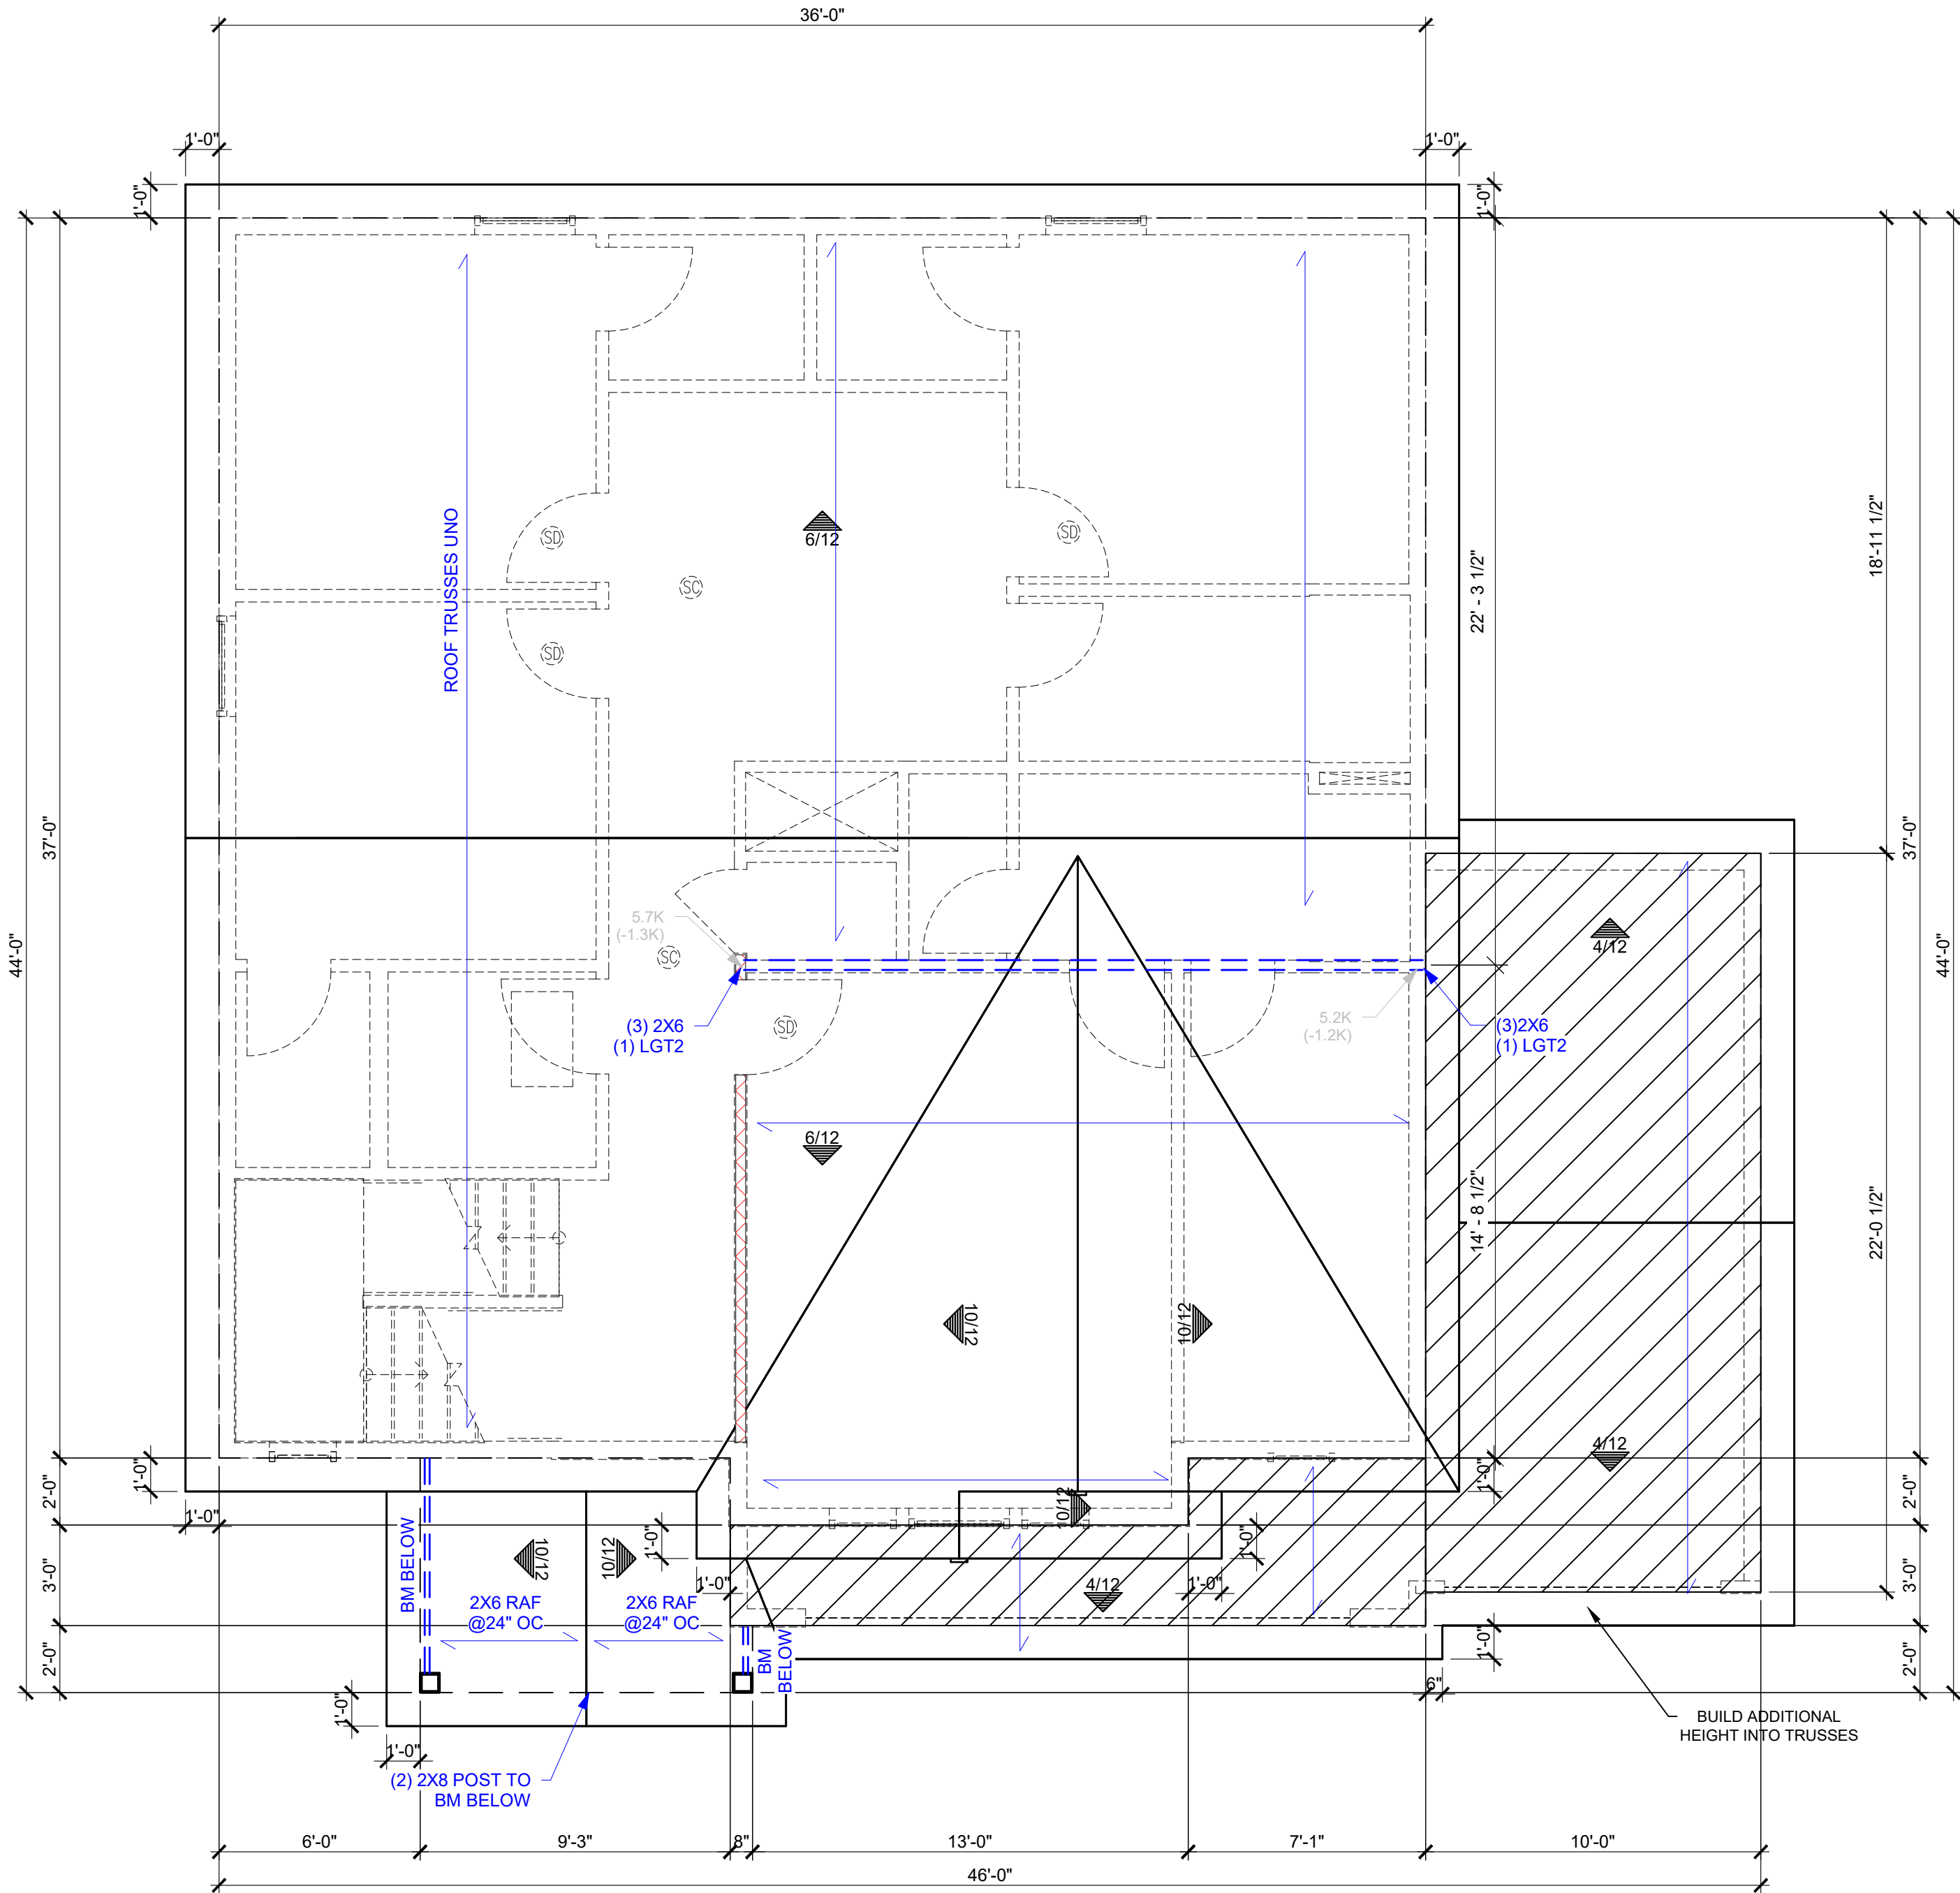 36'-0"
1'-0"
1'-0"
1'-0"
1'-0"
ROOF TRUSSES UNO
6/12
SD
SC
SD
SD
22' - 3 1/2"
18'-11 1/2"
37'-0"
44'-0"
37'-0"
44'-0"
5.7K
(-1.3K)
SC
(3) 2X6
(1) LGT2
SD
5.2K
(-1.2K)
(3)2X6
(1) LGT2
4/12
6/12
14' - 8 1/2"
22'-0 1/2"
10/12
10/12
4/12
2'-0"
1'-0"
1'-0"
1'-0"
2'-0"
10/12
1'-0"
1'-0"
3'-0"
BM BELOW
10/12
10/12
2X6 RAF
@24" OC
2X6 RAF
@24" OC
1'-0"
4/12
1'-0"
3'-0"
2'-0"
BM
BELOW
1'-0"
2'-0"
6"
1'-0"
BUILD ADDITIONAL
HEIGHT INTO TRUSSES
1'-0"
(2) 2X8 POST TO
BM BELOW
6'-0"
9'-3"
8"
13'-0"
7'-1"
10'-0"
46'-0"